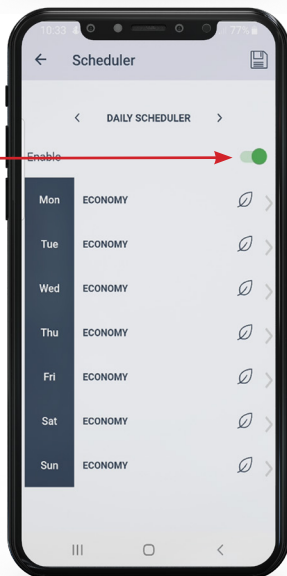 10:33
77%
Scheduler
DAILY SCHEDULER
Enable
Mon ECONOMY
Tue ECONOMY
Wed ECONOMY
Thu ECONOMY
Fri ECONOMY
Sat ECONOMY
Sun ECONOMY